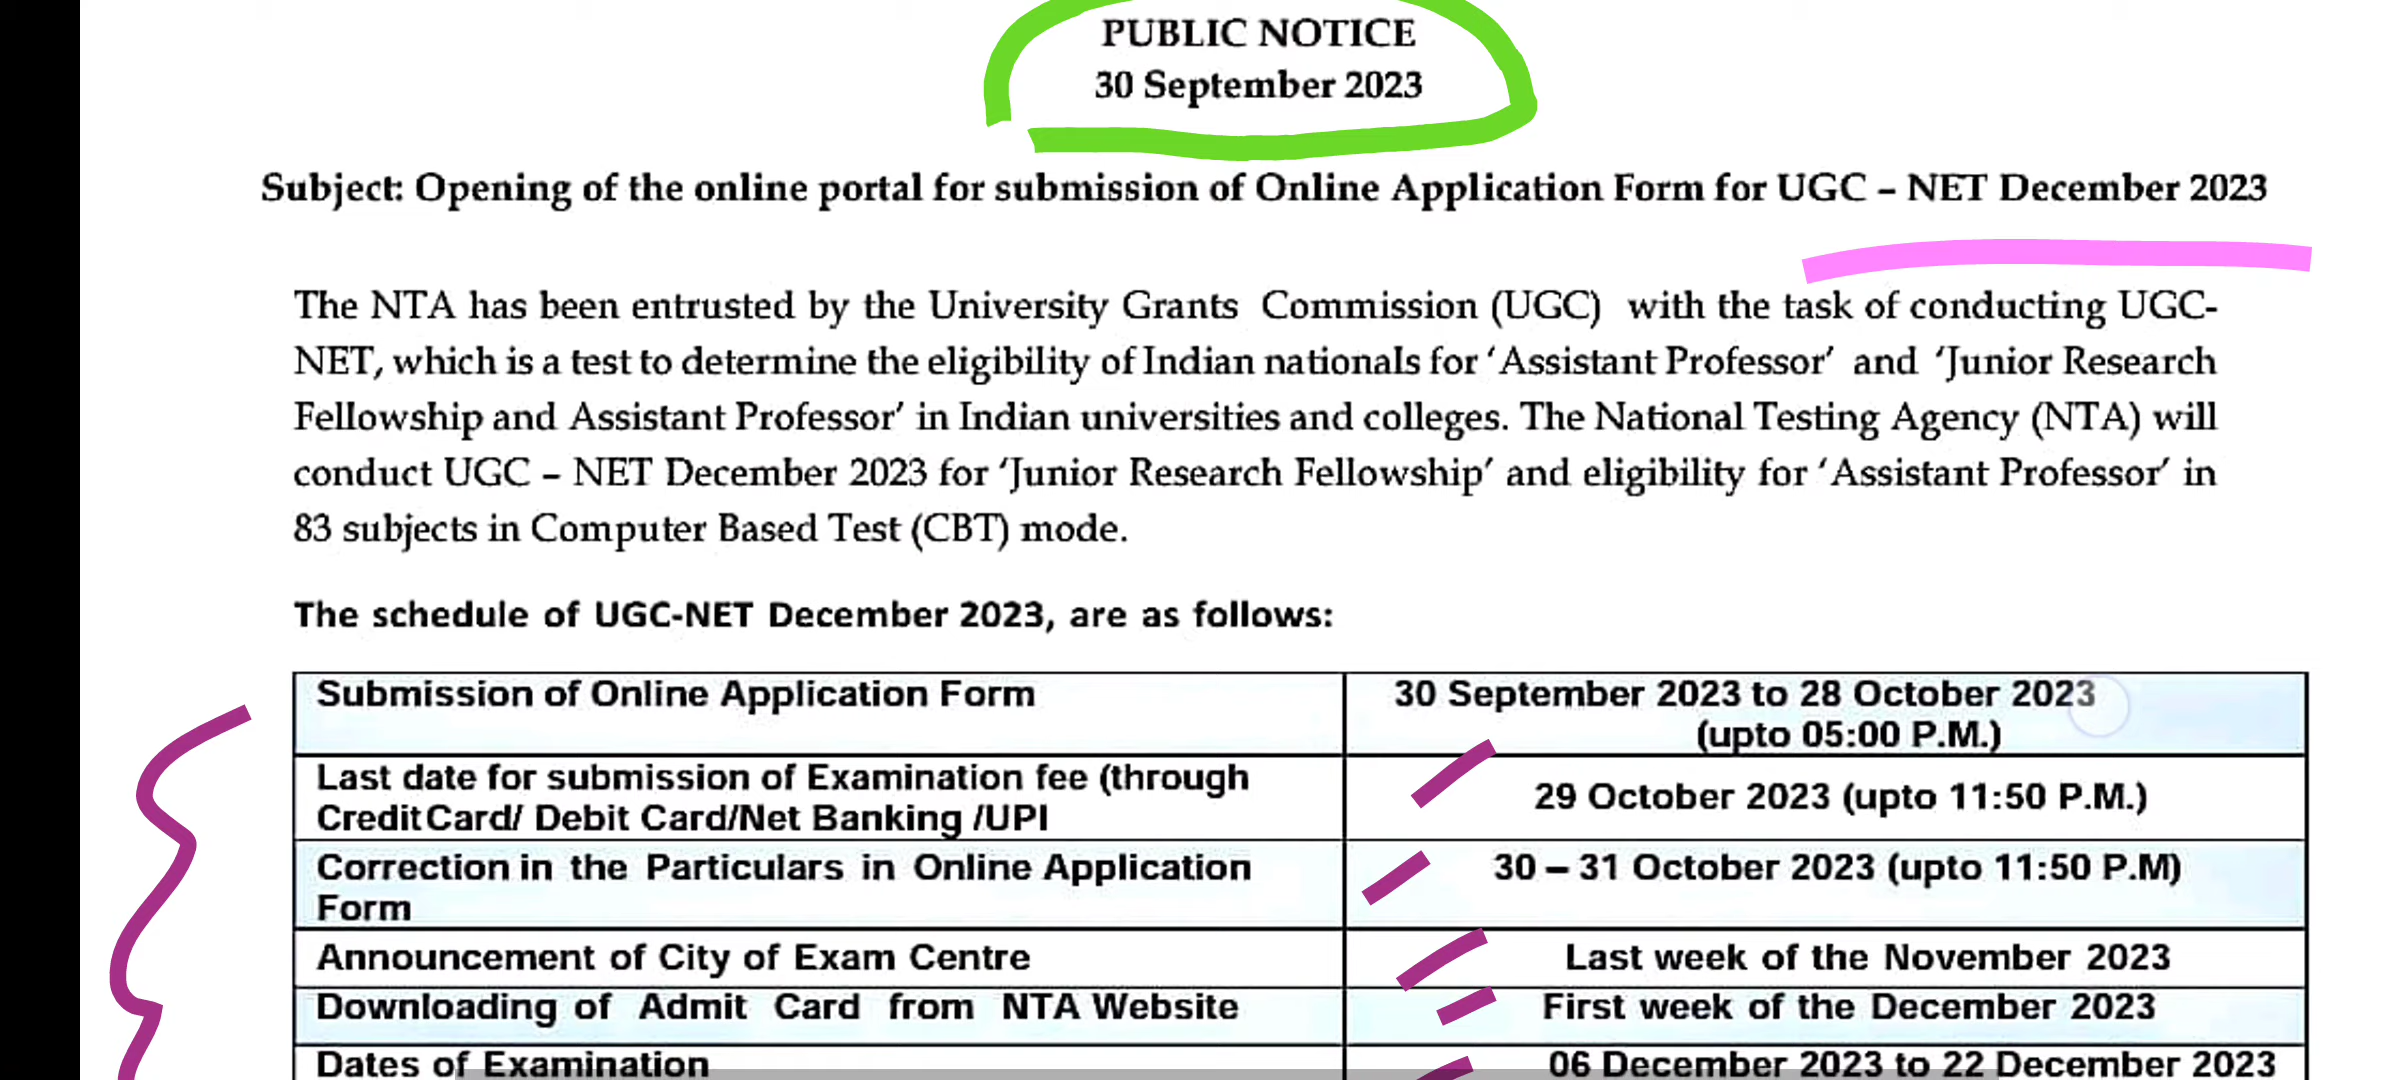 PUBLIC NOTICE
30 September 2023
Subject: Opening of the online portal for submission of Online Application Form for UGC – NET December 2023
The NTA has been entrusted by the University Grants Commission (UGC) with the task of conducting UGC-
NET, which is a test to determine the eligibility of Indian nationals for ‘Assistant Professor’ and ‘Junior Research
Fellowship and Assistant Professor’ in Indian universities and colleges. The National Testing Agency (NTA) will
conduct UGC – NET December 2023 for ‘Junior Research Fellowship’ and eligibility for ‘Assistant Professor’ in
83 subjects in Computer Based Test (CBT) mode.
The schedule of UGC-NET December 2023, are as follows:
Submission of Online Application Form
30 September 2023 to 28 October 2023
(upto 05:00 P.M.)
Last date for submission of Examination fee (through
Credit Card/ Debit Card/Net Banking /UPI
29 October 2023 (upto 11:50 P.M.)
Correction in the Particulars in Online Application
Form
30 – 31 October 2023 (upto 11:50 P.M)
Announcement of City of Exam Centre
Last week of the November 2023
Downloading of Admit Card from NTA Website
First week of the December 2023
Dates of Examination
06 December 2023 to 22 December 2023